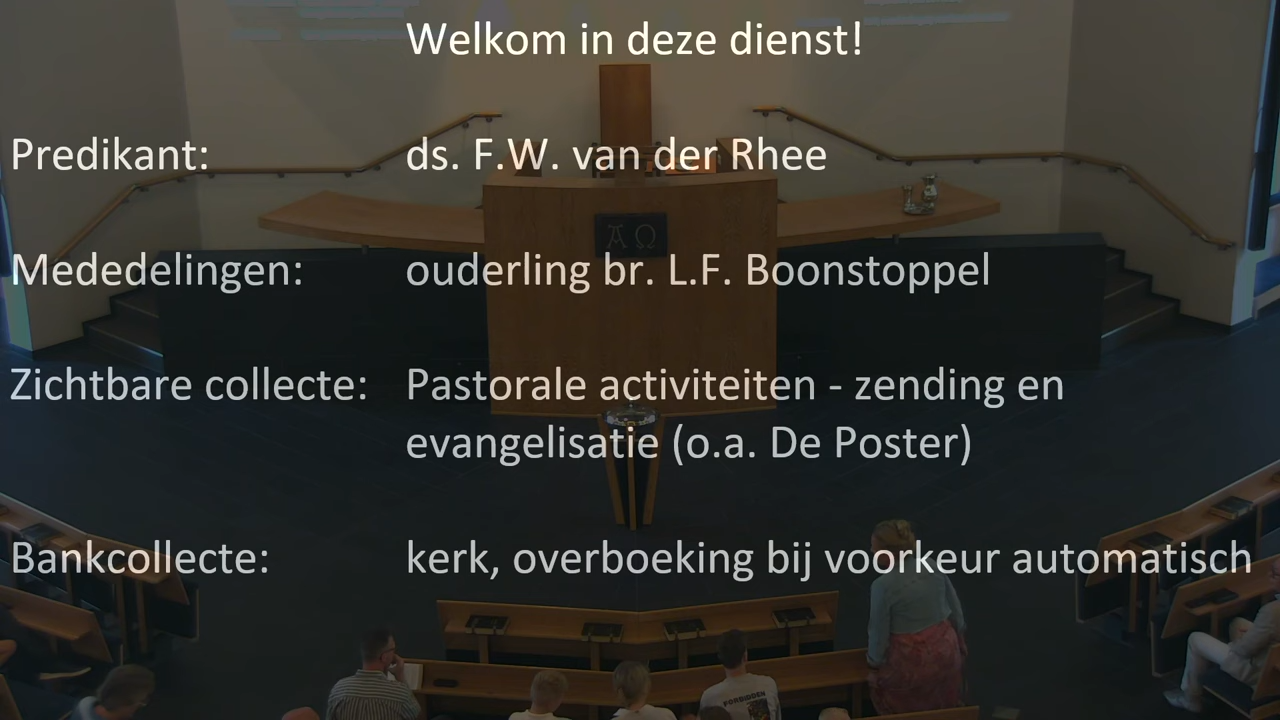 Welkom in deze dienst!
Predikant: ds. F.W. van der Rhee
Mededelingen: ouderling br. L.F. Boonstoppel
Zichtbare collecte: Pastorale activiteiten - zending en
evangelisatie (o.a. De Poster)
Bankcollecte: kerk, overboeking bij voorkeur automatisch
Α Ω
FORBIDDEN